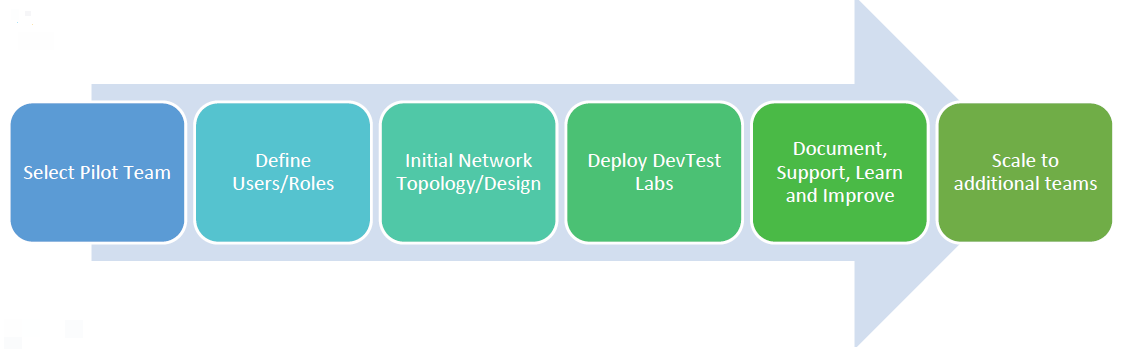 Select Pilot Team
Define
Users/Roles
Initial Network
Topology/Design
Deploy DevTest
Labs
Document,
Support, Learn
and Improve
Scale to
additional teams